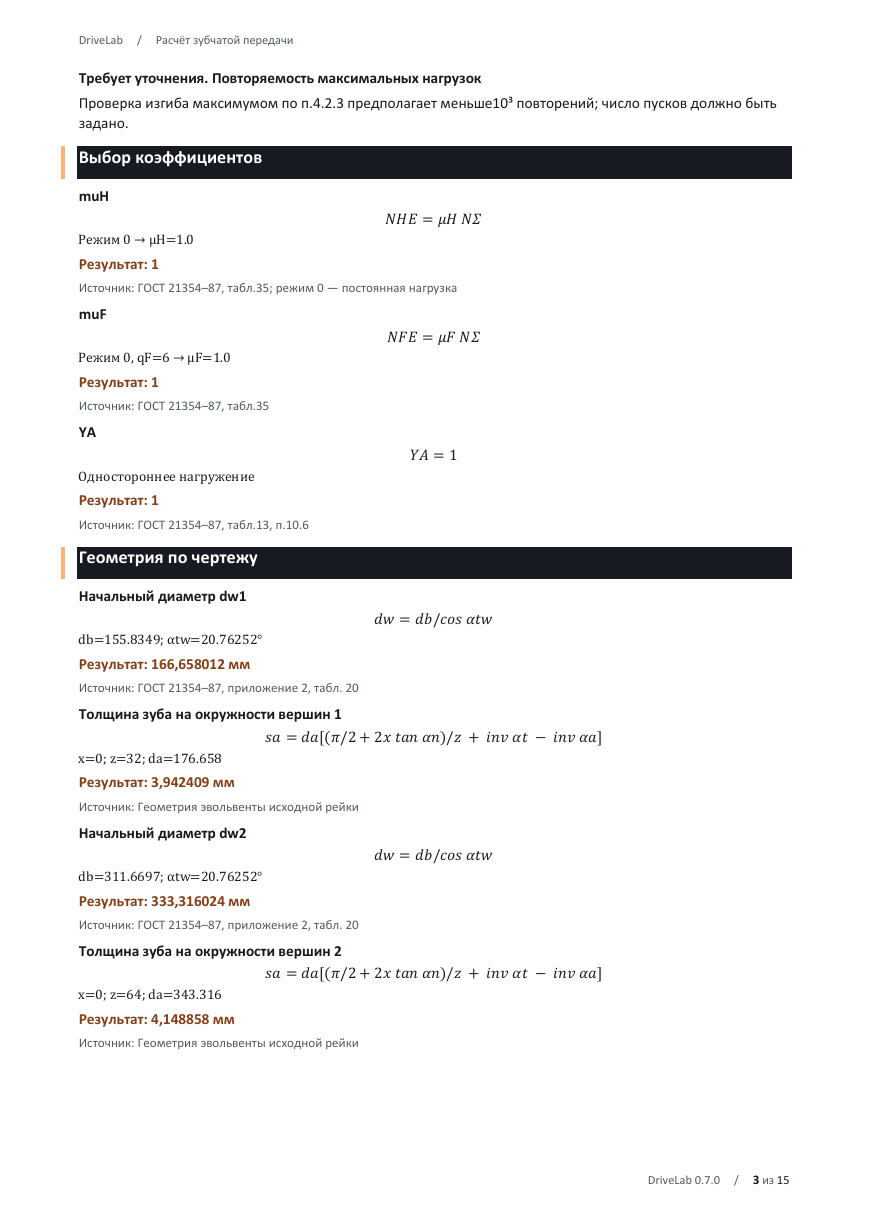 DriveLab / Расчёт зубчатой передачи
Требует уточнения. Повторяемость максимальных нагрузок
Проверка изгиба максимумом по п.4.2.3 предполагает меньше10³ повторений; число пусков должно быть
задано.
Выбор коэффициентов
muH
NHE = μH NΣ
Режим 0 → μH=1.0
Результат: 1
Источник: ГОСТ 21354–87, табл.35; режим 0 — постоянная нагрузка
muF
NFE = μF NΣ
Режим 0, qF=6 → μF=1.0
Результат: 1
Источник: ГОСТ 21354–87, табл.35
YA
YA = 1
Одностороннее нагружение
Результат: 1
Источник: ГОСТ 21354–87, табл.13, п.10.6
Геометрия по чертежу
Начальный диаметр dw1
dw = db/cos αtw
db=155.8349; αtw=20.76252°
Результат: 166,658012 мм
Источник: ГОСТ 21354–87, приложение 2, табл. 20
Толщина зуба на окружности вершин 1
sa = da[(π/2 + 2x tan αn)/z + inv αt − inv αa]
x=0; z=32; da=176.658
Результат: 3,942409 мм
Источник: Геометрия эвольвенты исходной рейки
Начальный диаметр dw2
dw = db/cos αtw
db=311.6697; αtw=20.76252°
Результат: 333,316024 мм
Источник: ГОСТ 21354–87, приложение 2, табл. 20
Толщина зуба на окружности вершин 2
sa = da[(π/2 + 2x tan αn)/z + inv αt − inv αa]
x=0; z=64; da=343.316
Результат: 4,148858 мм
Источник: Геометрия эвольвенты исходной рейки
DriveLab 0.7.0 / 3 из 15